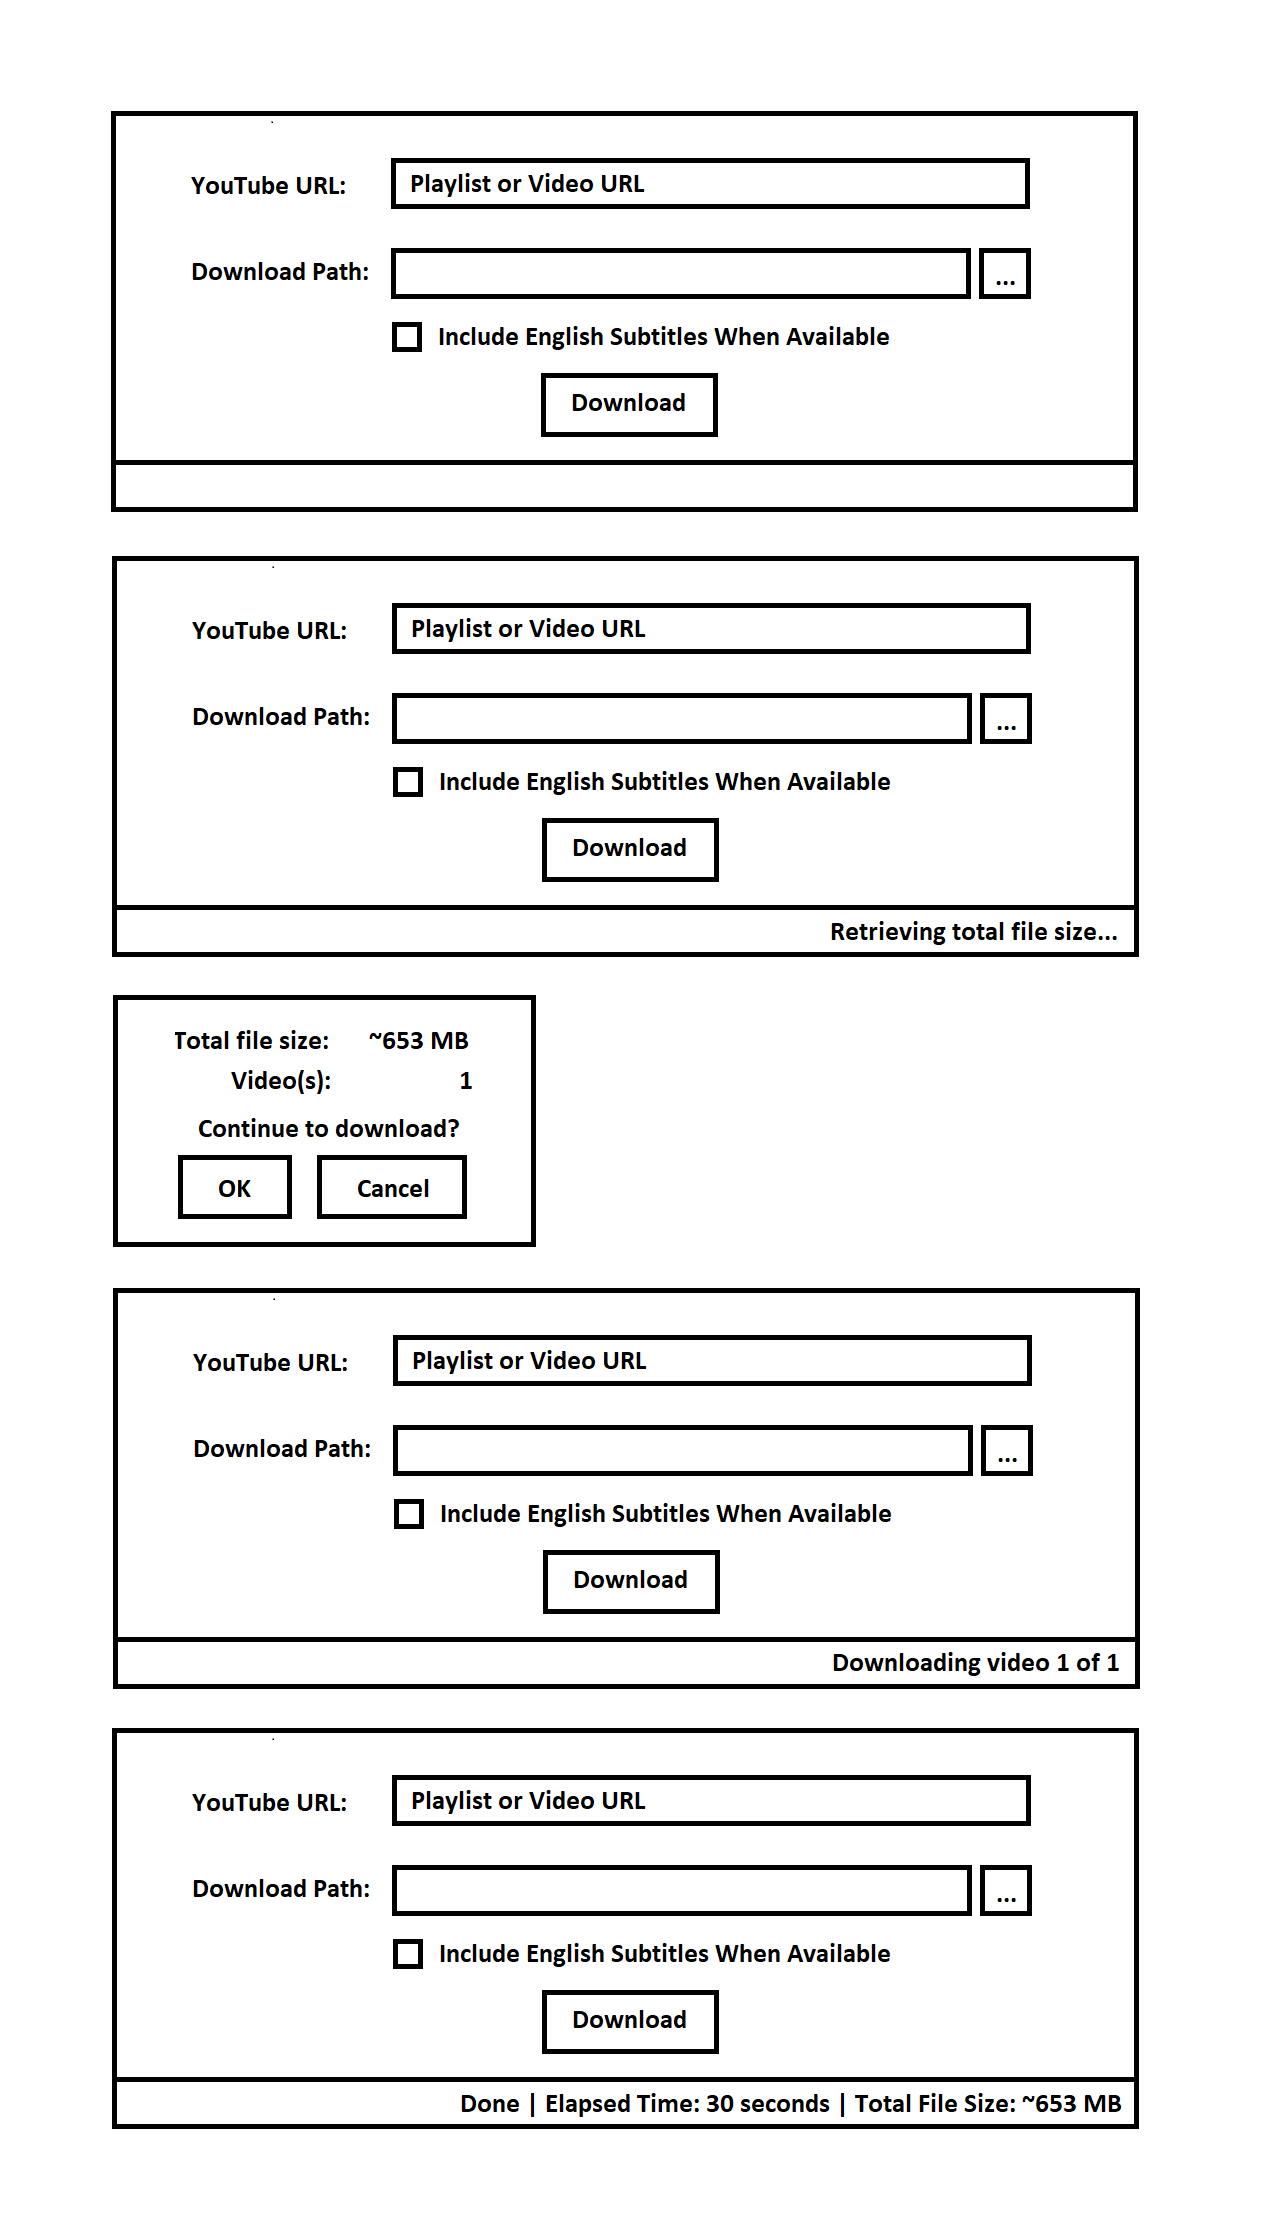 YouTube URL: Playlist or Video URL
Download Path: ...
Include English Subtitles When Available
Download
YouTube URL: Playlist or Video URL
Download Path: ...
Include English Subtitles When Available
Download
Retrieving total file size...
Total file size: ~653 MB
Video(s): 1
Continue to download?
OK Cancel
YouTube URL: Playlist or Video URL
Download Path: ...
Include English Subtitles When Available
Download
Downloading video 1 of 1
YouTube URL: Playlist or Video URL
Download Path: ...
Include English Subtitles When Available
Download
Done | Elapsed Time: 30 seconds | Total File Size: ~653 MB